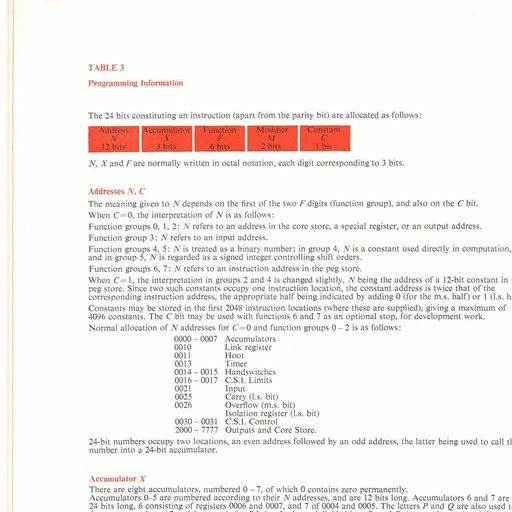 TABLE 3
Programming Information
The 24 bits constituting an instruction (apart from the parity bit) are allocated as follows:
Address Accumulator Function Modifier Constant
N X F M C
12 bits 3 bits 6 bits 2 bits 1 bit
N, X and F are normally written in octal notation, each digit corresponding to 3 bits.
Addresses N, C
The meaning given to N depends on the first of the two F digits (function group), and also on the C bit.
When C=0, the interpretation of N is as follows:
Function groups 0, 1, 2: N refers to an address in the core store, a special register, or an output address.
Function group 3: N refers to an input address.
Function groups 4, 5: N is treated as a binary number; in group 4, N is a constant used directly in computation,
and in group 5, N is regarded as a signed integer controlling shift orders.
Function groups 6, 7: N refers to an instruction address in the peg store.
When C=1, the interpretation in groups 2 and 4 is changed slightly, N being the address of a 12-bit constant in
peg store. Since two such constants occupy one instruction location, the constant address is twice that of the
corresponding instruction address, the appropriate half being indicated by adding 0 (for the m.s. half) or 1 (l.s. h
Constants may be stored in the first 2048 instruction locations (where these are supplied), giving a maximum of
4096 constants. The C bit may be used with functions 6 and 7 as an optional stop, for development work.
Normal allocation of N addresses for C=0 and function groups 0 – 2 is as follows:
0000 – 0007 Accumulators
0010 Link register
0011 Hoot
0013 Timer
0014 – 0015 Handswitches
0016 – 0017 C.S.I. Limits
0021 Input
0025 Carry (l.s. bit)
0026 Overflow (m.s. bit)
Isolation register (l.s. bit)
0030 – 0031 C.S.I. Control
2000 – 7777 Outputs and Core Store.
24-bit numbers occupy two locations, an even address followed by an odd address, the latter being used to call th
number into a 24-bit accumulator.
Accumulator X
There are eight accumulators, numbered 0 – 7, of which 0 contains zero permanently.
Accumulators 0–5 are numbered according to their N addresses, and are 12 bits long. Accumulators 6 and 7 are
24 bits long, 6 consisting of registers 0006 and 0007, and 7 of 0004 and 0005. The letters P and Q are also used t